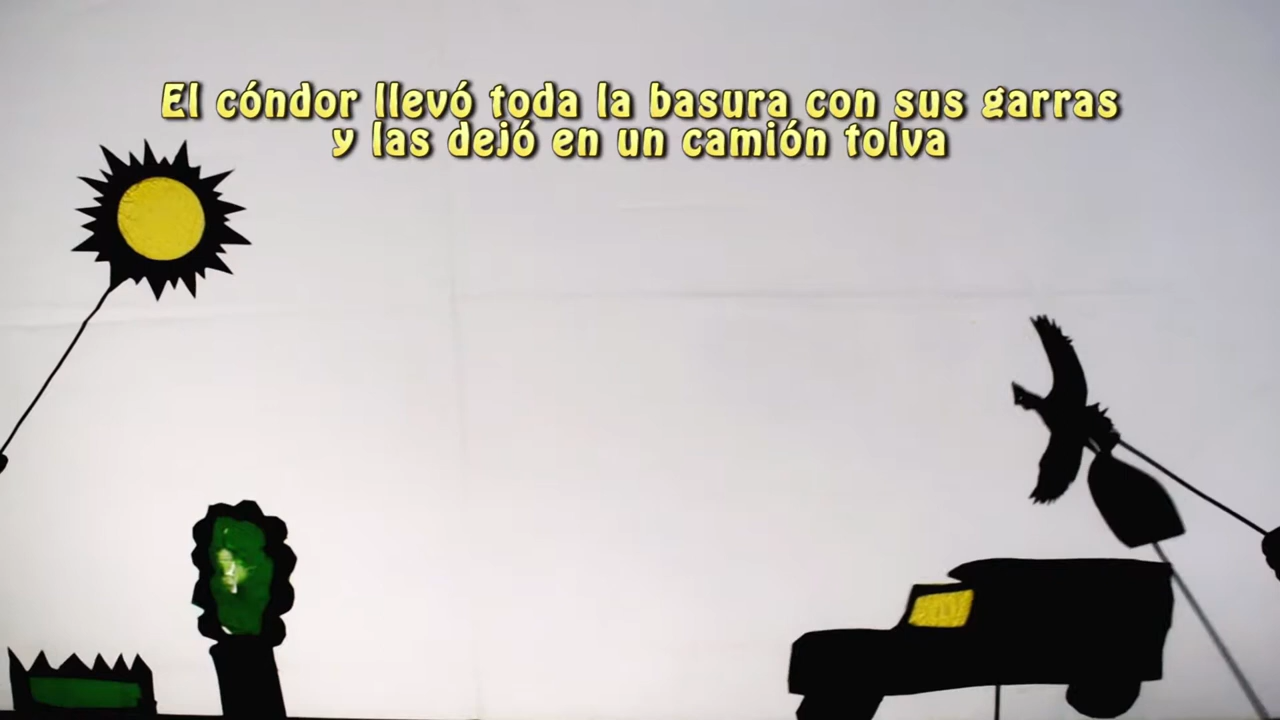 El cóndor llevó toda la basura con sus garras
y las dejó en un camión tolva